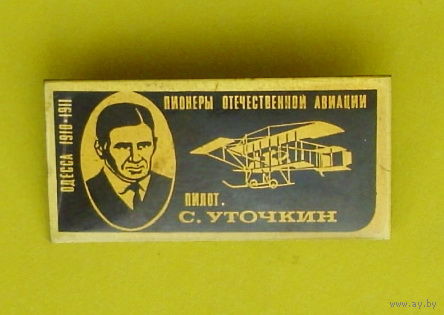 ОДЕССА 1910-1911
ПИОНЕРЫ ОТЕЧЕСТВЕННОЙ АВИАЦИИ
ПИЛОТ.
С. УТОЧКИН
www.ay.by